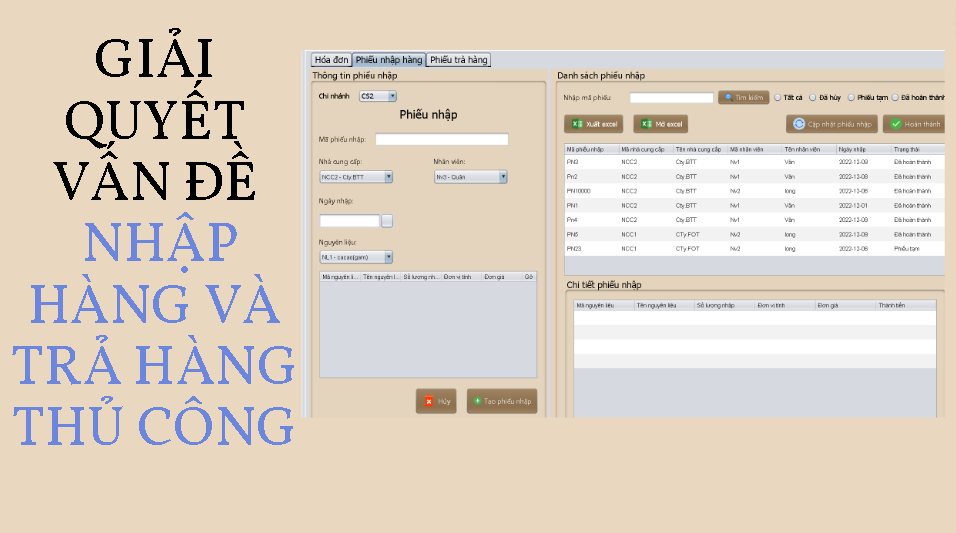 GIẢI
QUYẾT
VẤN ĐỀ
NHẬP
HÀNG VÀ
TRẢ HÀNG
THỦ CÔNG
Hóa đơn Phiếu nhập hàng Phiếu trả hàng
Thông tin phiếu nhập
Chi nhánh CS2
Phiếu nhập
Mã phiếu nhập:
Nhà cung cấp: Nhân viên:
NCC2 - Cty.BTT Nv3 - Quân
Ngày nhập:
Nguyên liệu:
NL1 - cacao(gam)
Mã nguyên li... Tên nguyên l... Số lượng nh... Đơn vị tính Đơn giá Gỡ
Hủy Tạo phiếu nhập
Danh sách phiếu nhập
Nhập mã phiếu: Tìm kiếm Tất cả Đã hủy Phiếu tạm Đã hoàn thành
Xuất excel Mở excel Cập nhật phiếu nhập Hoàn thành
Mã phiếu nhập Mã nhà cung cấp Tên nhà cung cấp Mã nhân viên Tên nhân viên Ngày nhập Trạng thái
PN3 NCC2 Cty.BTT Nv1 Vân 2022-12-08 Đã hoàn thành
Pn2 NCC2 Cty.BTT Nv1 Vân 2022-12-08 Đã hoàn thành
PN10000 NCC2 Cty.BTT Nv2 long 2022-12-06 Đã hoàn thành
PN1 NCC2 Cty.BTT Nv1 Vân 2022-12-01 Đã hoàn thành
Pn4 NCC2 Cty.BTT Nv1 Vân 2022-12-08 Đã hoàn thành
PN5 NCC1 CTy.FOT Nv2 long 2022-12-08 Đã hoàn thành
PN23 NCC1 CTy.FOT Nv2 long 2022-12-06 Phiếu tạm
Chi tiết phiếu nhập
Mã nguyên liệu Tên nguyên liệu Số lượng nhập Đơn vị tính Đơn giá Thành tiền